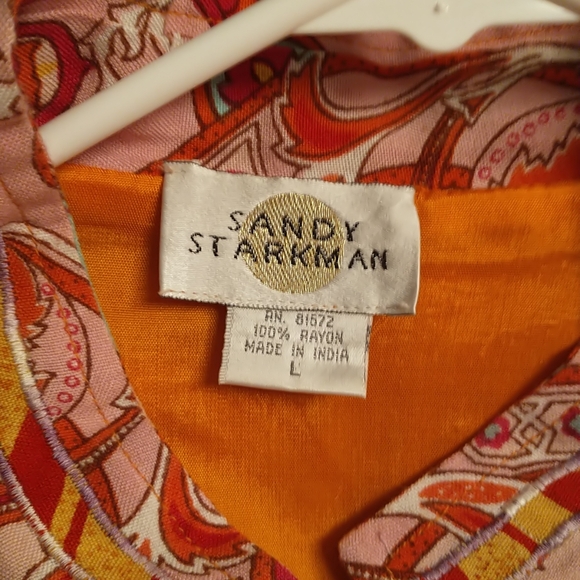 SANDY
STARKMAN
RN. 81572
100% RAYON
MADE IN INDIA
L